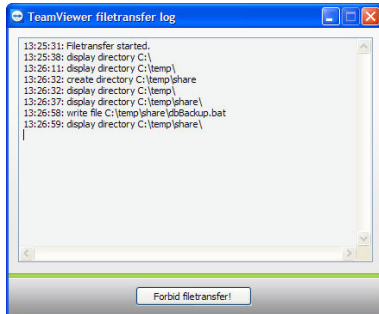 TeamViewer filetransfer log
13:25:31: Filetransfer started.
13:25:38: display directory C:\
13:26:11: display directory C:\temp\
13:26:32: create directory C:\temp\share
13:26:32: display directory C:\temp\
13:26:37: display directory C:\temp\share\
13:26:58: write file C:\temp\share\dbBackup.bat
13:26:59: display directory C:\temp\share\
Forbid filetransfer!